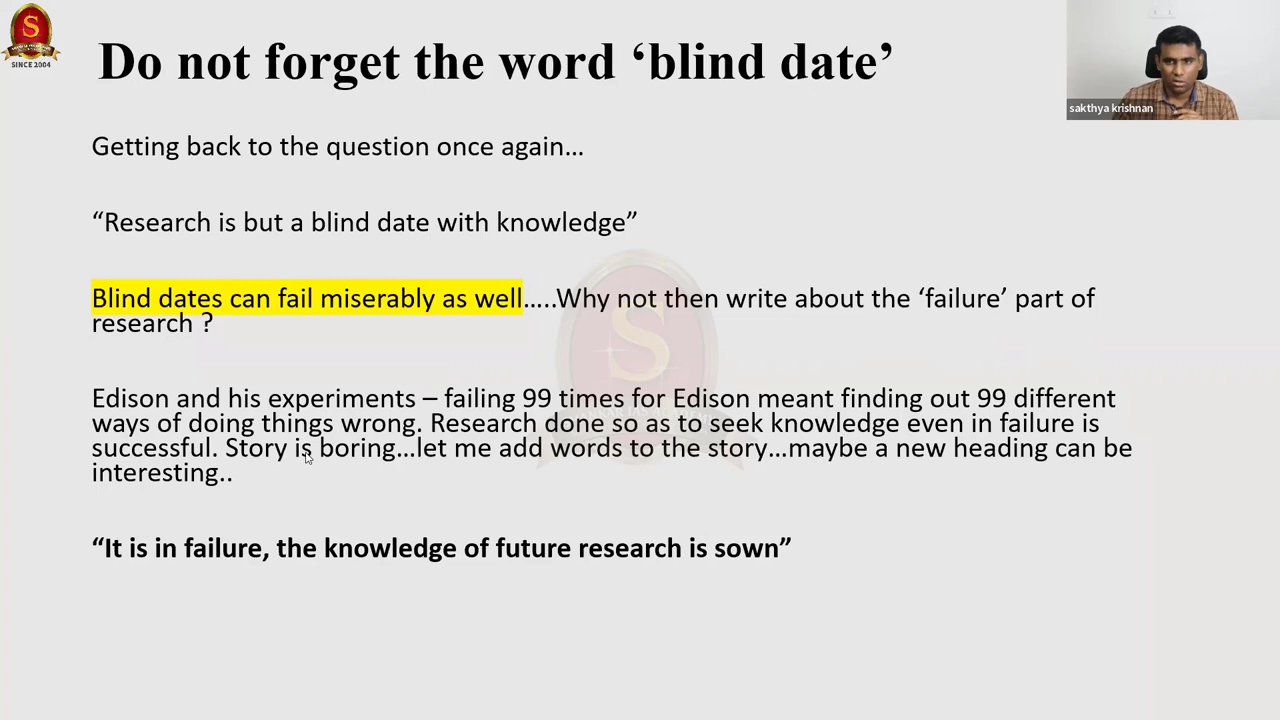 S
SINCE 2004
Do not forget the word ‘blind date’
sakthya krishnan
Getting back to the question once again…
“Research is but a blind date with knowledge”
Blind dates can fail miserably as well…..Why not then write about the ‘failure’ part of
research ?
Edison and his experiments – failing 99 times for Edison meant finding out 99 different
ways of doing things wrong. Research done so as to seek knowledge even in failure is
successful. Story is boring…let me add words to the story…maybe a new heading can be
interesting..
“It is in failure, the knowledge of future research is sown”
S